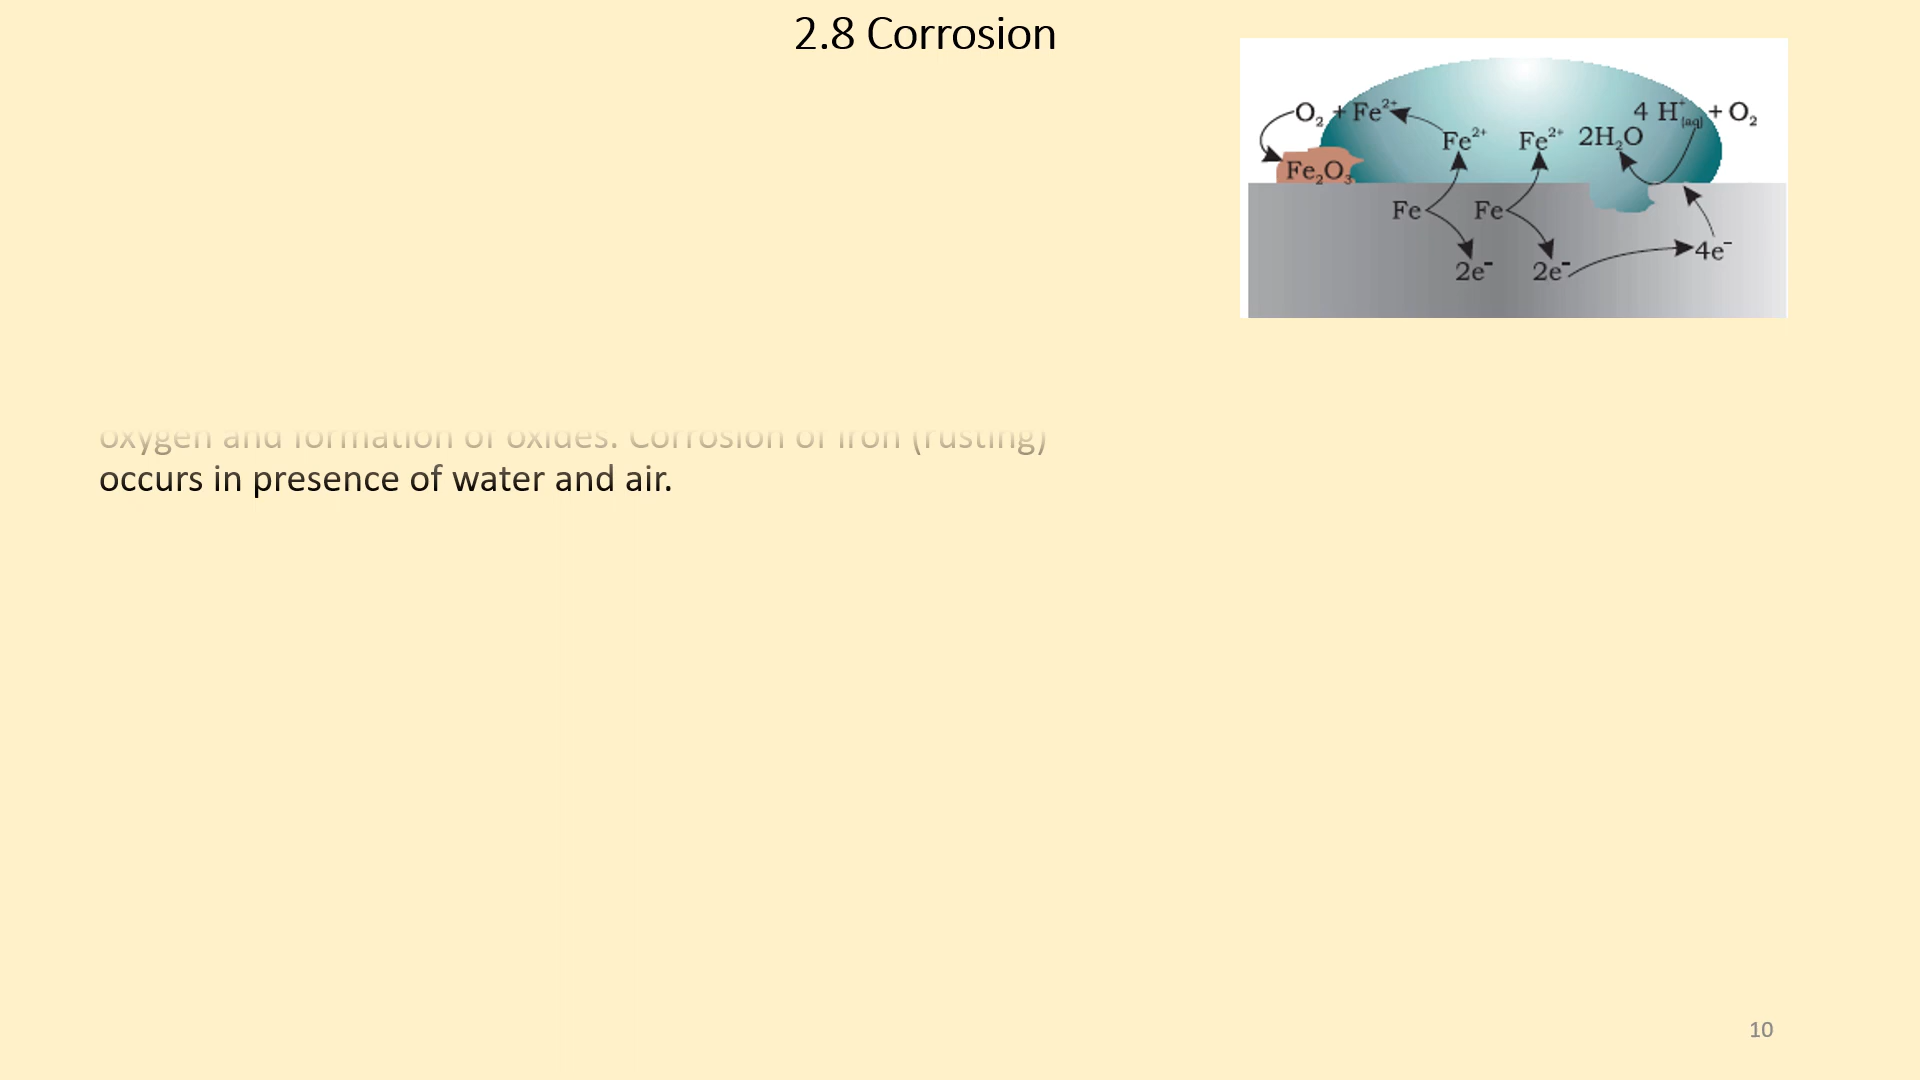 2.8 Corrosion
O₂ + Fe²⁺
4 H⁺(aq) + O₂
Fe²⁺ Fe²⁺ 2H₂O
Fe₂O₃
Fe Fe
4e⁻
2e⁻ 2e⁻
oxygen and formation of oxides. Corrosion of iron (rusting)
occurs in presence of water and air.
10